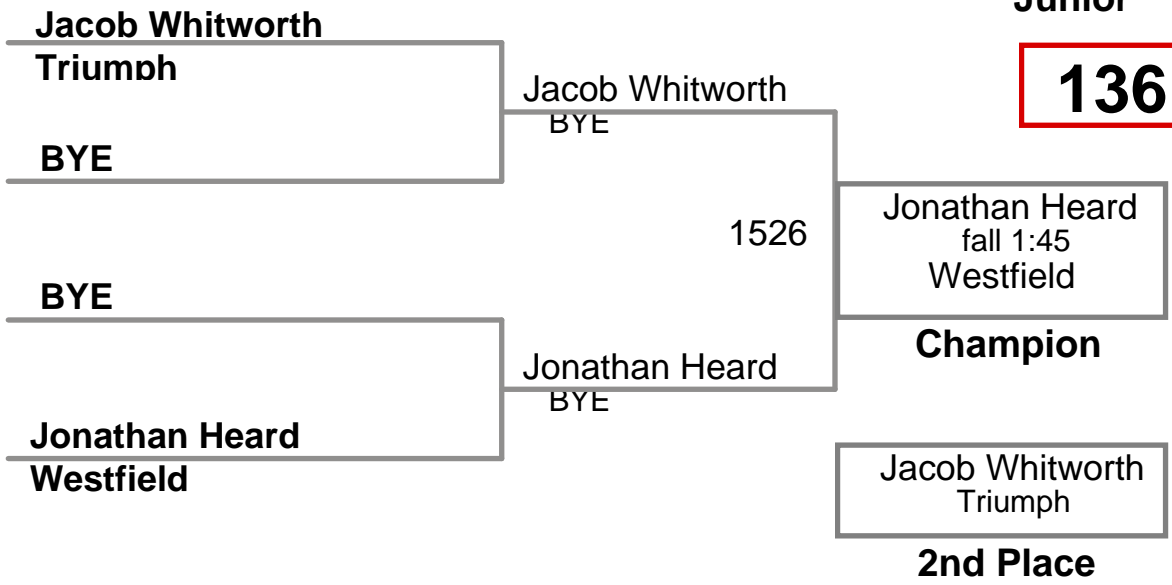 Junior
136
Jacob Whitworth
Triumph
BYE
BYE
Jonathan Heard
Westfield
Jacob Whitworth
BYE
Jonathan Heard
BYE
1526
Jonathan Heard
fall 1:45
Westfield
Champion
Jacob Whitworth
Triumph
2nd Place